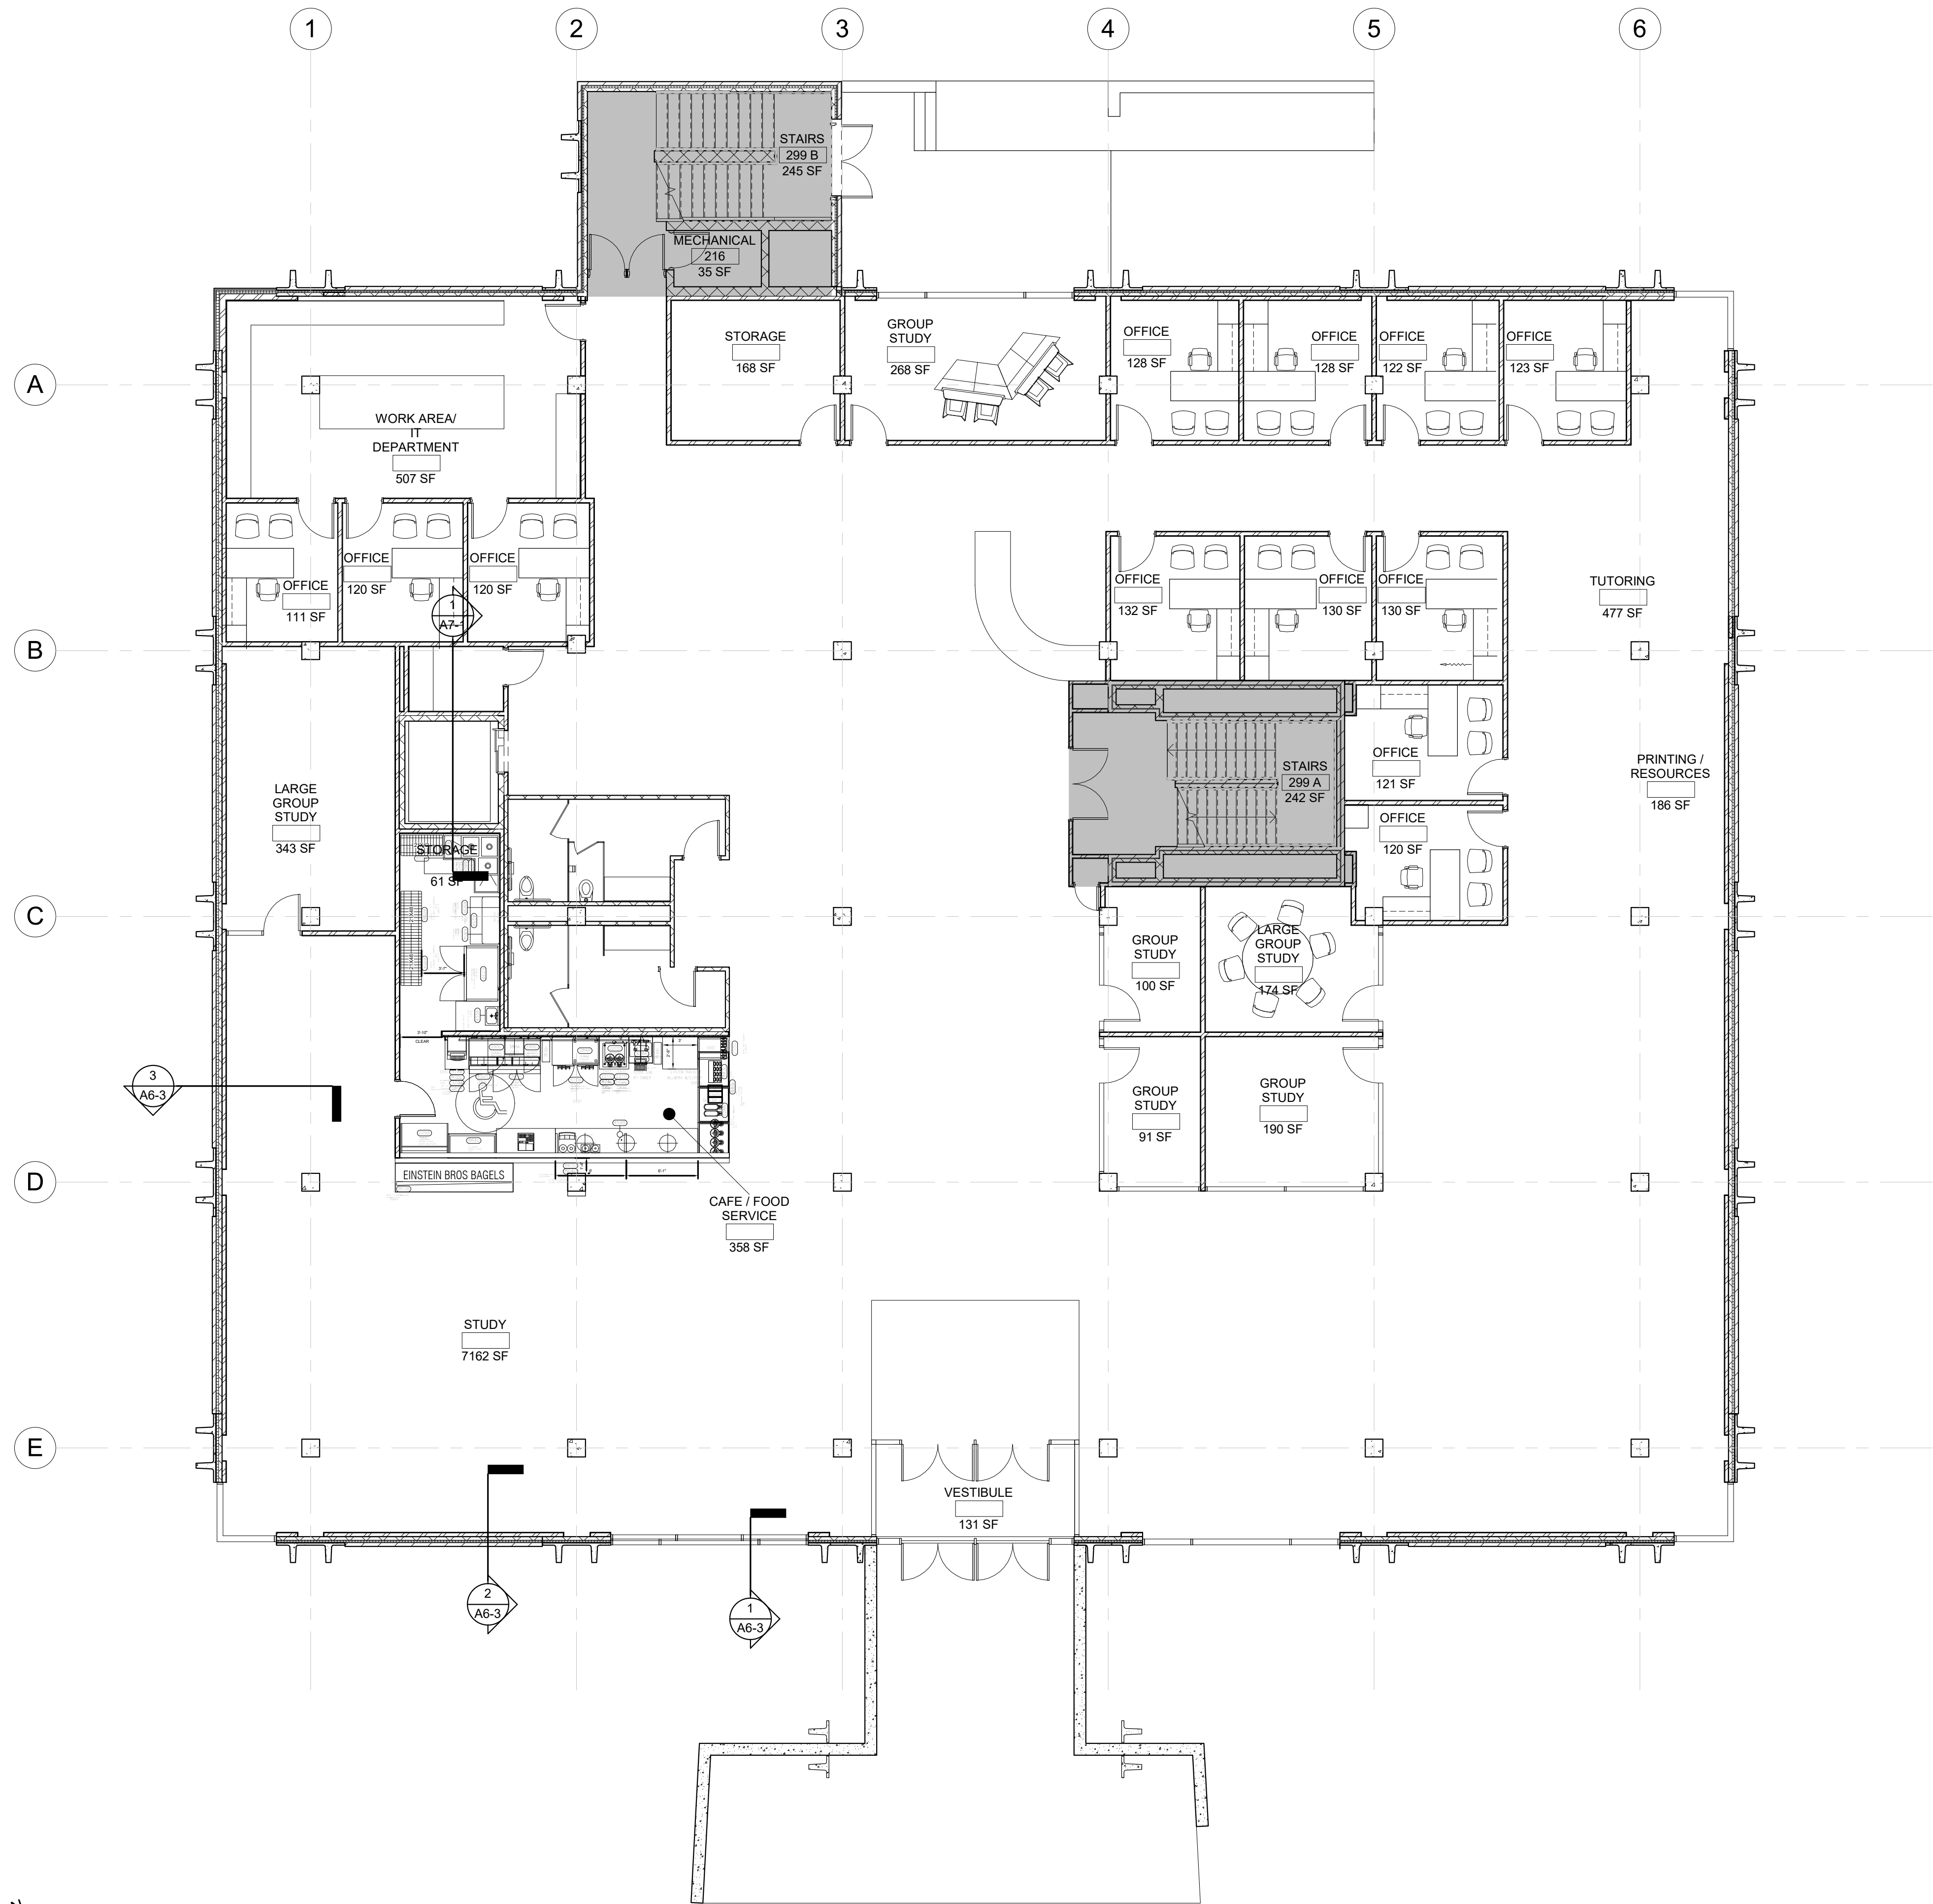 1
2
3
4
5
6
STAIRS
299 B
245 SF
MECHANICAL
216
35 SF
A
WORK AREA/
IT
DEPARTMENT
507 SF
STORAGE
168 SF
GROUP
STUDY
268 SF
OFFICE
128 SF
OFFICE
128 SF
OFFICE
122 SF
OFFICE
123 SF
OFFICE
111 SF
OFFICE
120 SF
OFFICE
120 SF
1
A7-1
OFFICE
132 SF
OFFICE
130 SF
OFFICE
130 SF
TUTORING
477 SF
B
LARGE
GROUP
STUDY
343 SF
STORAGE
61 SF
STAIRS
299 A
242 SF
OFFICE
121 SF
OFFICE
120 SF
PRINTING /
RESOURCES
186 SF
C
GROUP
STUDY
100 SF
LARGE
GROUP
STUDY
174 SF
CLEAR
3
A6-3
GROUP
STUDY
91 SF
GROUP
STUDY
190 SF
D
EINSTEIN BROS BAGELS
CAFE / FOOD
SERVICE
358 SF
STUDY
7162 SF
E
VESTIBULE
131 SF
2
A6-3
1
A6-3